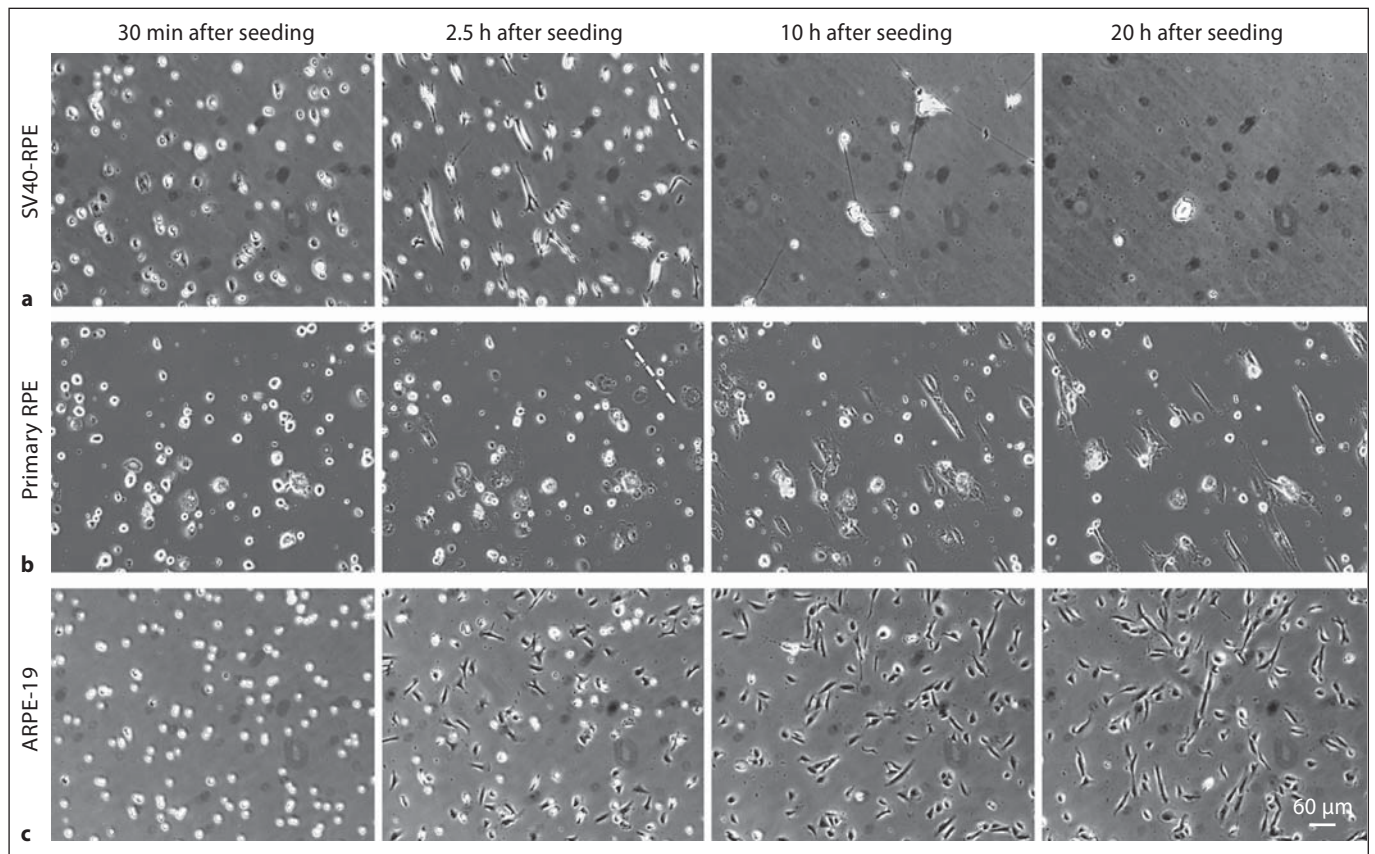 30 min after seeding
2.5 h after seeding
10 h after seeding
20 h after seeding
SV40-RPE
a
Primary RPE
b
ARPE-19
60 µm
c